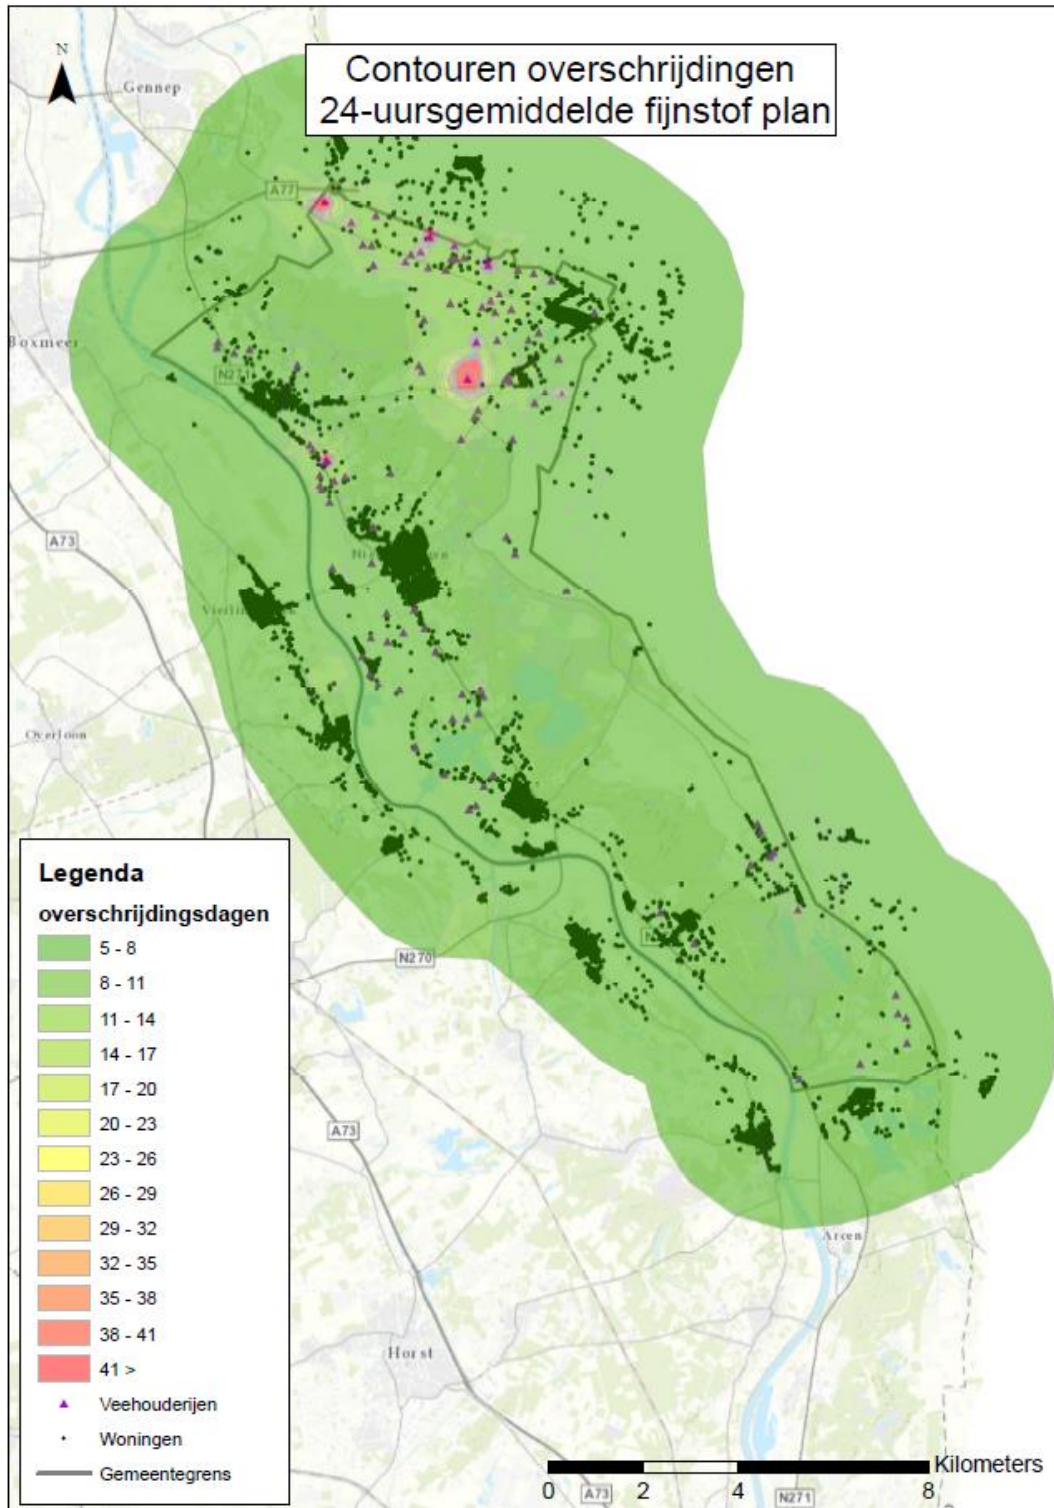 Contouren overschrijdingen
24-uursgemiddelde fijnstof plan
N
Gennep
A77
Boxmeer
N271
A73
Overloon
N270
A73
Arcen
Horst
A73
N271
Legenda
overschrijdingsdagen
5 - 8
8 - 11
11 - 14
14 - 17
17 - 20
20 - 23
23 - 26
26 - 29
29 - 32
32 - 35
35 - 38
38 - 41
41 >
Veehouderijen
Woningen
Gemeentegrens
Kilometers
0 2 4 8